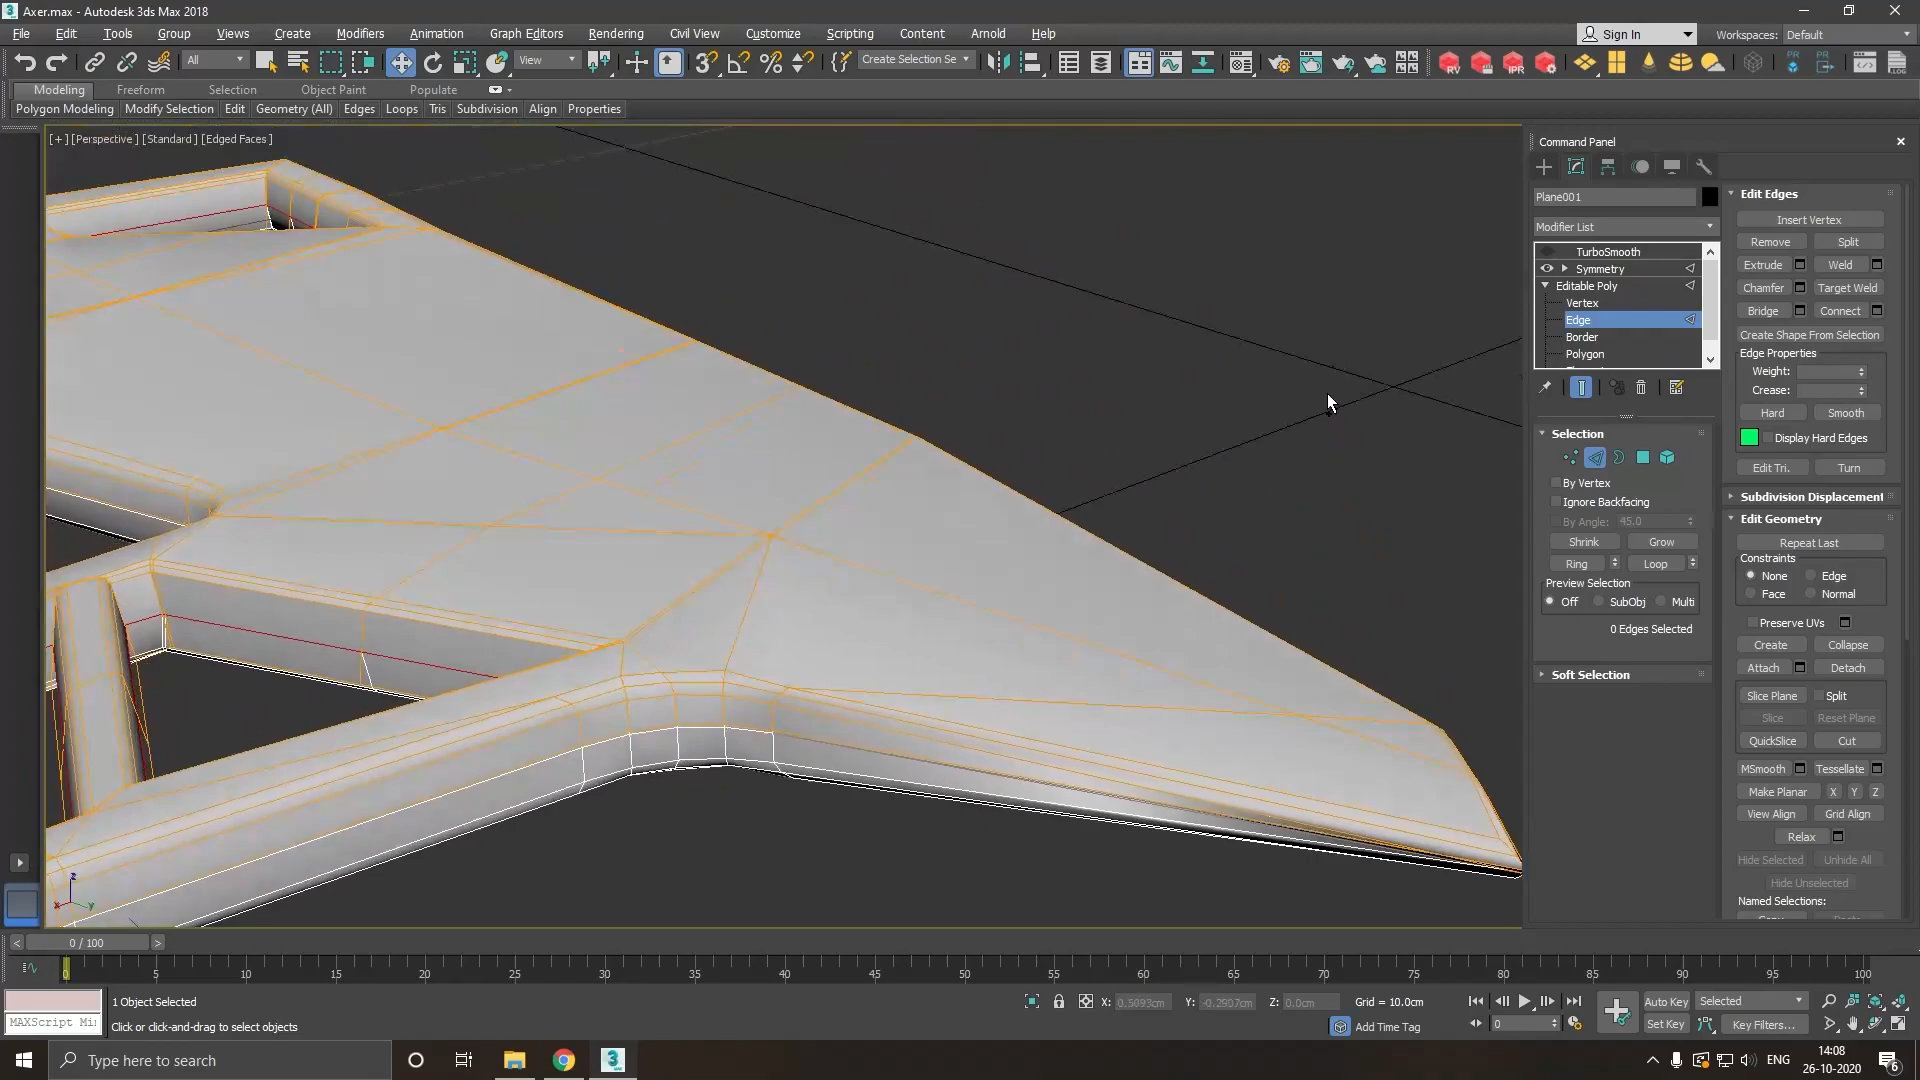 Axer.max - Autodesk 3ds Max 2018
File Edit Tools Group Views Create Modifiers Animation Graph Editors Rendering Civil View Customize Scripting Content Arnold Help
Sign In Workspaces: Default
All View Create Selection Se
Modeling Freeform Selection Object Paint Populate
Polygon Modeling Modify Selection Edit Geometry (All) Edges Loops Tris Subdivision Align Properties
[+] [Perspective] [Standard] [Edged Faces]
Command Panel
Plane001
Modifier List
TurboSmooth
Symmetry
Editable Poly
Vertex
Edge
Border
Polygon
Selection
By Vertex
Ignore Backfacing
By Angle: 45.0
Shrink Grow
Ring Loop
Preview Selection
Off SubObj Multi
0 Edges Selected
Soft Selection
Edit Edges
Insert Vertex
Remove Split
Extrude Weld
Chamfer Target Weld
Bridge Connect
Create Shape From Selection
Edge Properties
Weight:
Crease:
Hard Smooth
Display Hard Edges
Edit Tri. Turn
Subdivision Displacement
Edit Geometry
Repeat Last
Constraints
None Edge
Face Normal
Preserve UVs
Create Collapse
Attach Detach
Slice Plane Split
Slice Reset Plane
QuickSlice Cut
MSmooth Tessellate
Make Planar X Y Z
View Align Grid Align
Relax
Hide Selected Unhide All
Hide Unselected
Named Selections:
0 / 100
0 5 10 15 20 25 30 35 40 45 50 55 60 65 70 75 80 85 90 95 100
1 Object Selected
X: 0.5093cm Y: -0.2907cm Z: 0.0cm Grid = 10.0cm
Auto Key Selected
MAXScript Mi
Click or click-and-drag to select objects
Add Time Tag
0
Set Key Key Filters...
Type here to search
ENG
14:08
26-10-2020
6